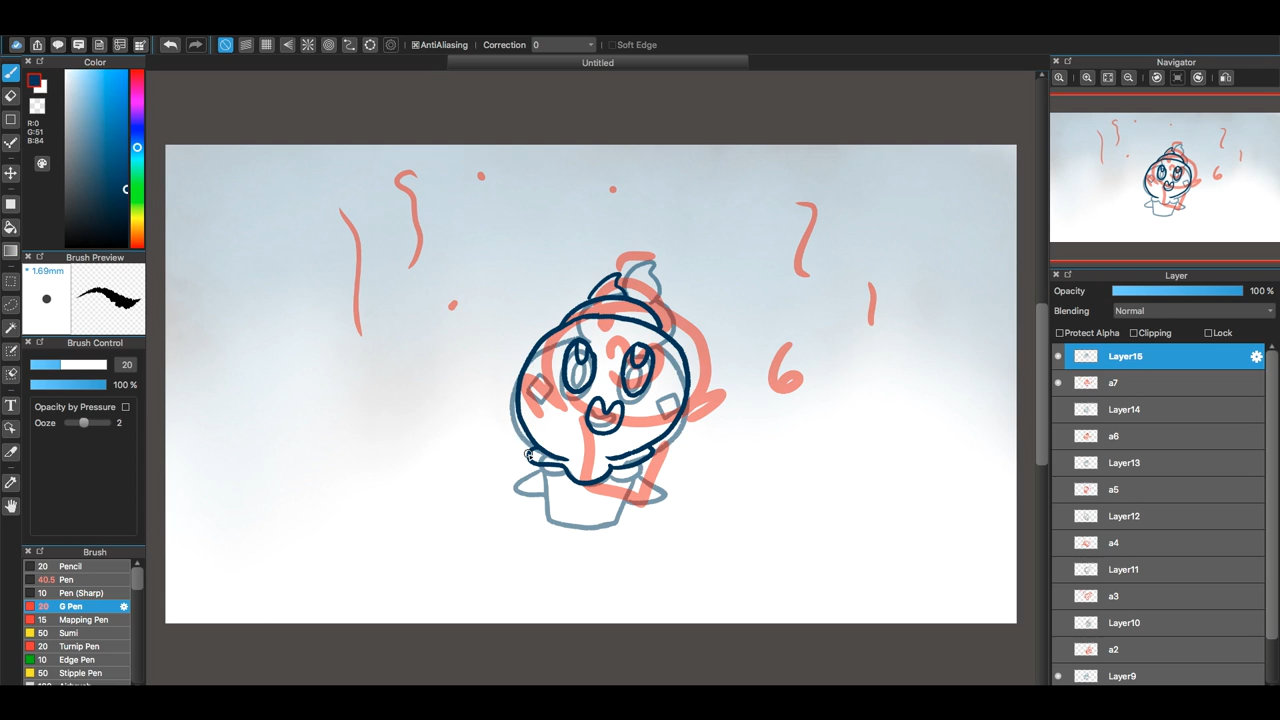 AntiAliasing Correction 0 Soft Edge
Color
Untitled
Navigator
R:0
G:51
B:84
Brush Preview
* 1.69mm
Layer
Opacity 100 %
Blending Normal
Protect Alpha Clipping Lock
Brush Control
20
100 %
Opacity by Pressure
Ooze 2
Layer15
a7
Layer14
a6
Layer13
a5
Layer12
a4
Layer11
a3
Layer10
a2
Layer9
6
Brush
20 Pencil
40.5 Pen
10 Pen (Sharp)
20 G Pen
15 Mapping Pen
50 Sumi
20 Turnip Pen
10 Edge Pen
50 Stipple Pen